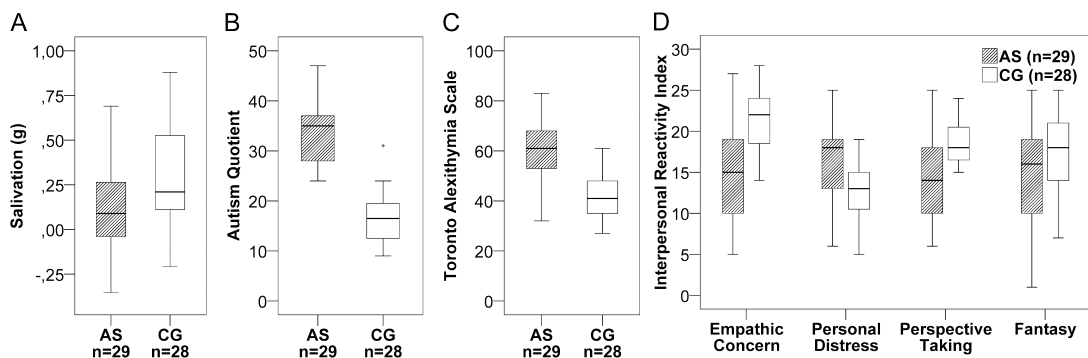 A
Salivation (g)
1,00
,75
,50
,25
,00
-,25
AS
n=29
CG
n=28
B
Autism Quotient
50
40
30
20
10
0
AS
n=29
CG
n=28
C
Toronto Alexithymia Scale
100
80
60
40
20
0
AS
n=29
CG
n=28
D
Interpersonal Reactivity Index
30
25
20
15
10
5
0
AS (n=29)
CG (n=28)
Empathic
Concern
Personal
Distress
Perspective
Taking
Fantasy